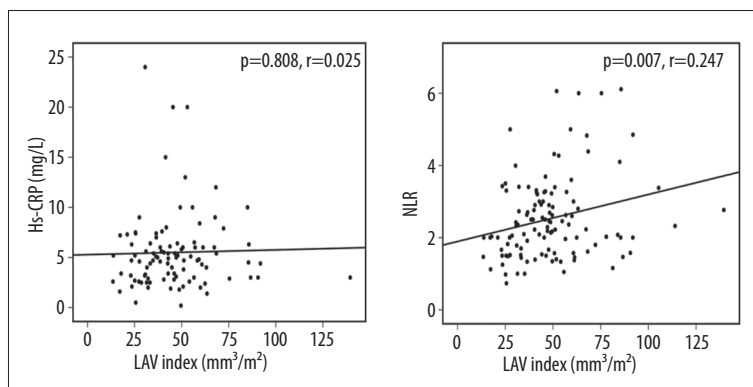 p=0.808, r=0.025
Hs-CRP (mg/L)
25
20
15
10
5
0
0 25 50 75 100 125
LAV index (mm³/m²)
p=0.007, r=0.247
NLR
6
4
2
0
0 25 50 75 100 125
LAV index (mm³/m²)